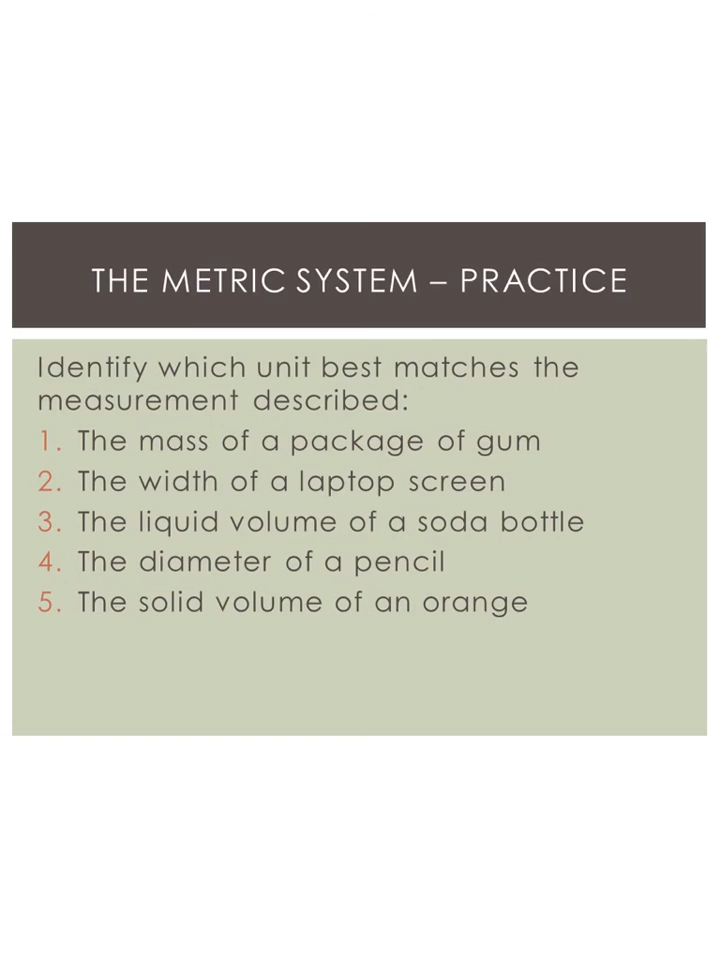 THE METRIC SYSTEM – PRACTICE
Identify which unit best matches the
measurement described:
1. The mass of a package of gum
2. The width of a laptop screen
3. The liquid volume of a soda bottle
4. The diameter of a pencil
5. The solid volume of an orange